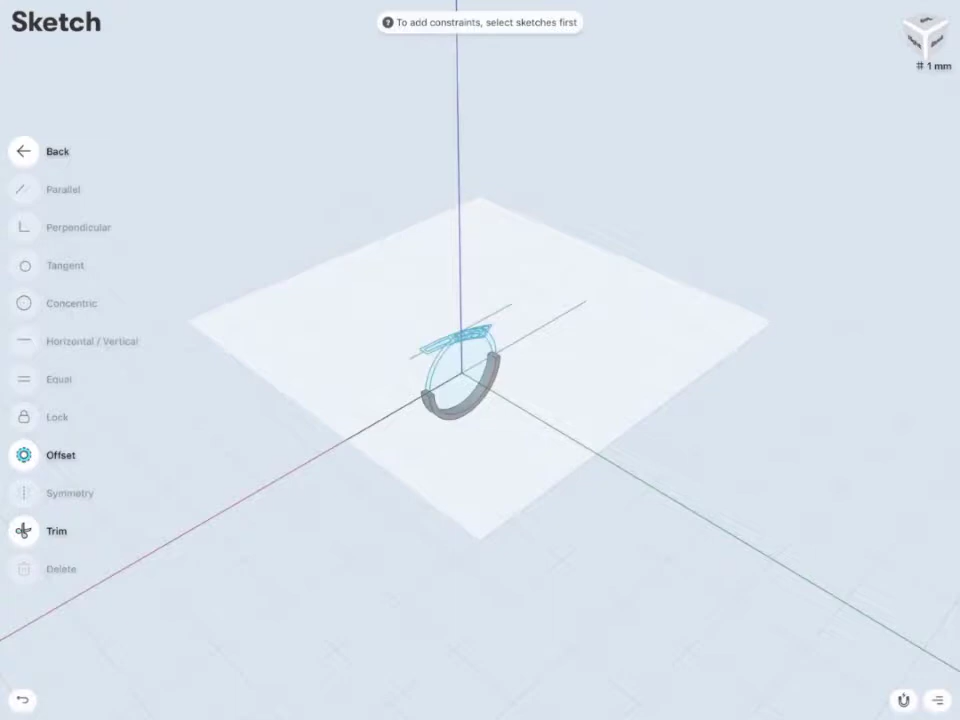 Sketch
? To add constraints, select sketches first
# 1 mm
Back
Parallel
Perpendicular
Tangent
Concentric
Horizontal / Vertical
Equal
Lock
Offset
Symmetry
Trim
Delete